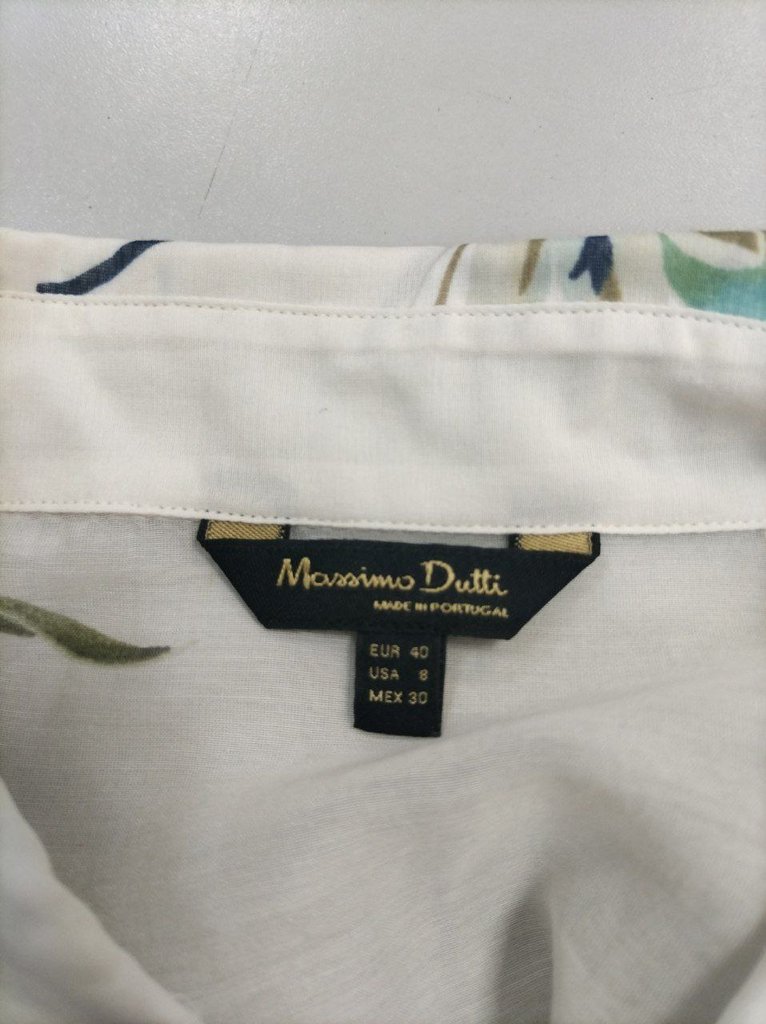 Massimo Dutti
MADE IN PORTUGAL
EUR 40
USA 8
MEX 30